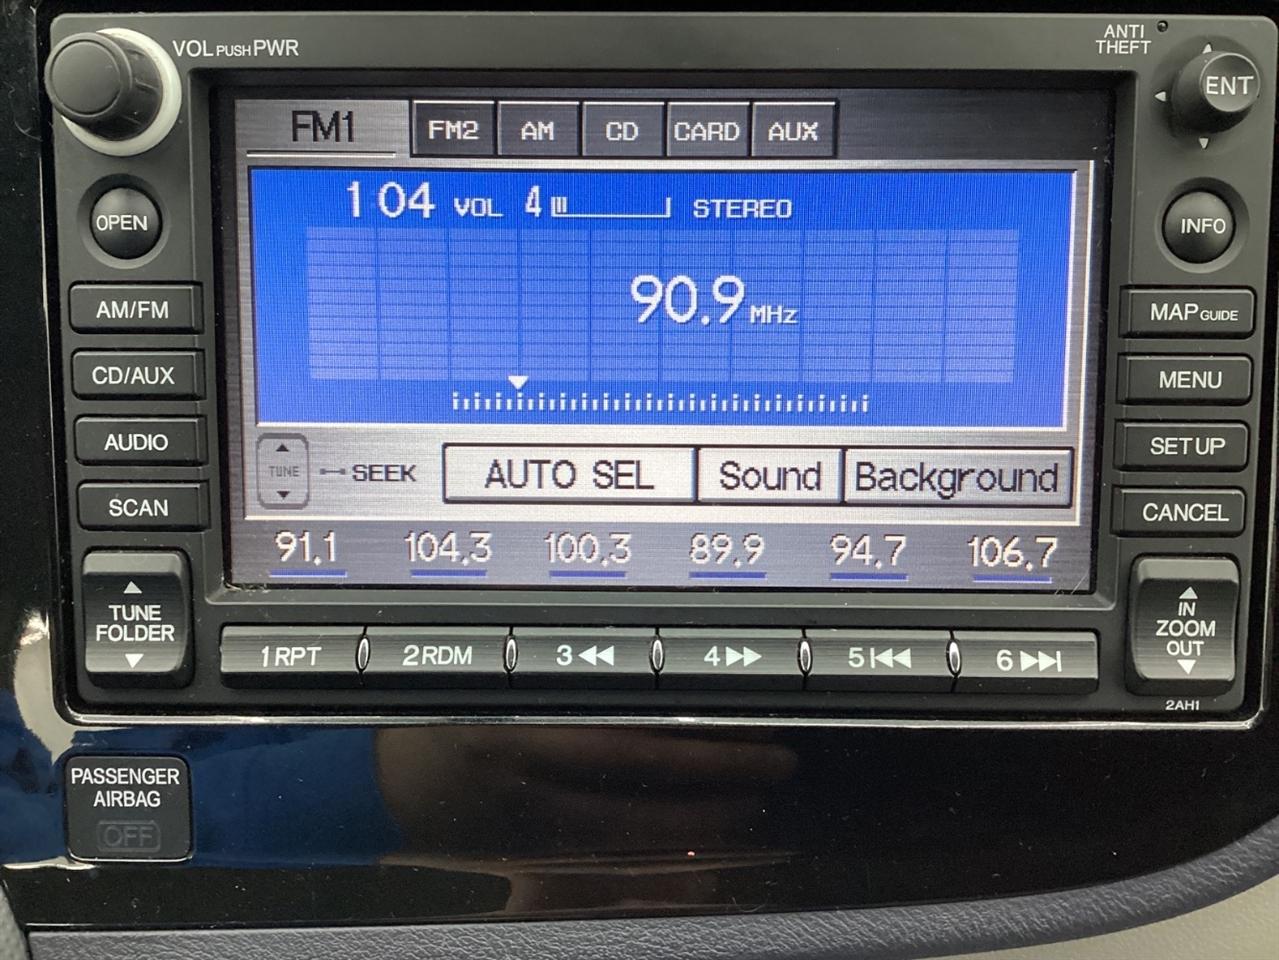 VOL PUSH PWR
ANTI
THEFT
ENT
FM1 FM2 AM CD CARD AUX
1 04 VOL 4 STEREO
OPEN
INFO
90.9 MHz
AM/FM
MAP GUIDE
CD/AUX
MENU
AUDIO
SETUP
TUNE SEEK AUTO SEL Sound Background
SCAN
CANCEL
91.1 104.3 100.3 89.9 94.7 106.7
TUNE
FOLDER
IN
ZOOM
OUT
1 RPT 2 RDM 3 4 5 6
2AH1
PASSENGER
AIRBAG
OFF